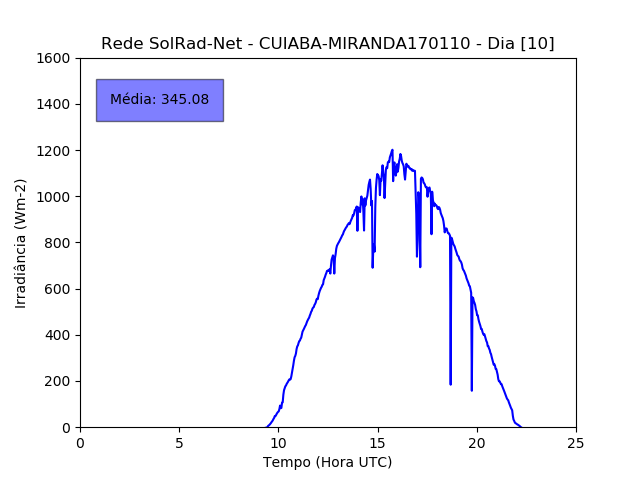 Rede SolRad-Net - CUIABA-MIRANDA170110 - Dia [10]
1600
1400
1200
1000
800
600
400
200
0
Média: 345.08
Irradiância (Wm-2)
0 5 10 15 20 25
Tempo (Hora UTC)